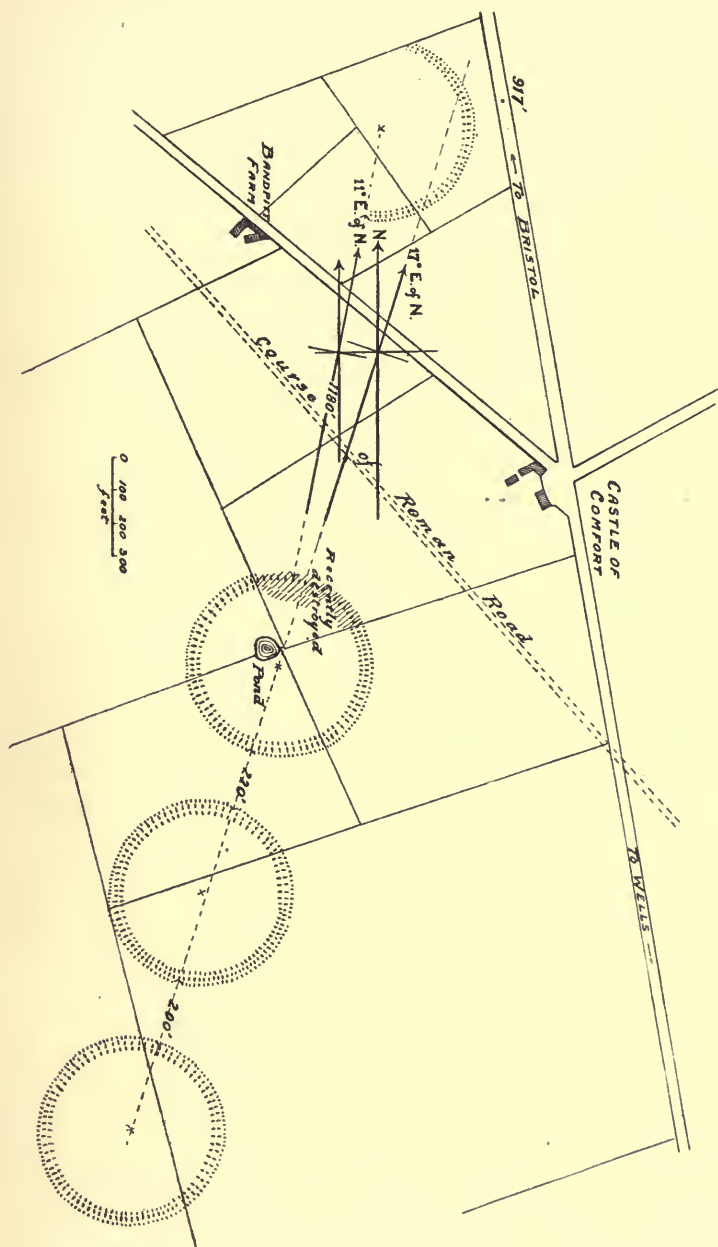 917'
← TO BRISTOL
CASTLE OF
COMFORT
FARM
11° E. of N.
N
17° E. of N.
1180'
Course of Roman Road
Recently
destroyed
Pond
220'
200'
TO WELLS
0 100 200 300
feet